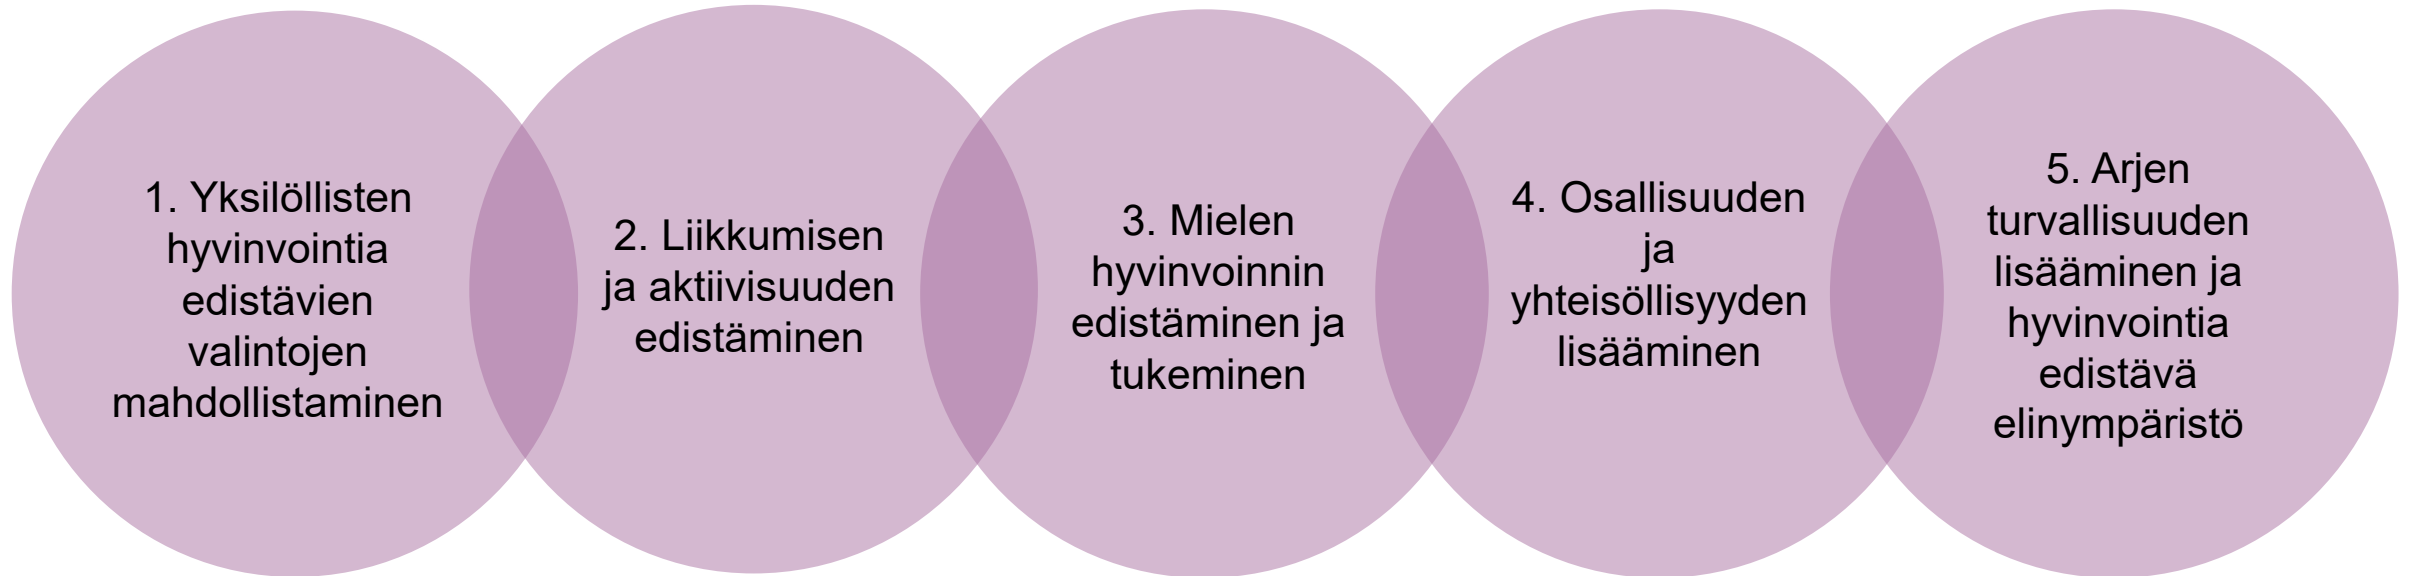 1. Yksilöllisten
hyvinvointia
edistävien
valintojen
mahdollistaminen
2. Liikkumisen
ja aktiivisuuden
edistäminen
3. Mielen
hyvinvoinnin
edistäminen ja
tukeminen
4. Osallisuuden
ja
yhteisöllisyyden
lisääminen
5. Arjen
turvallisuuden
lisääminen ja
hyvinvointia
edistävä
elinympäristö